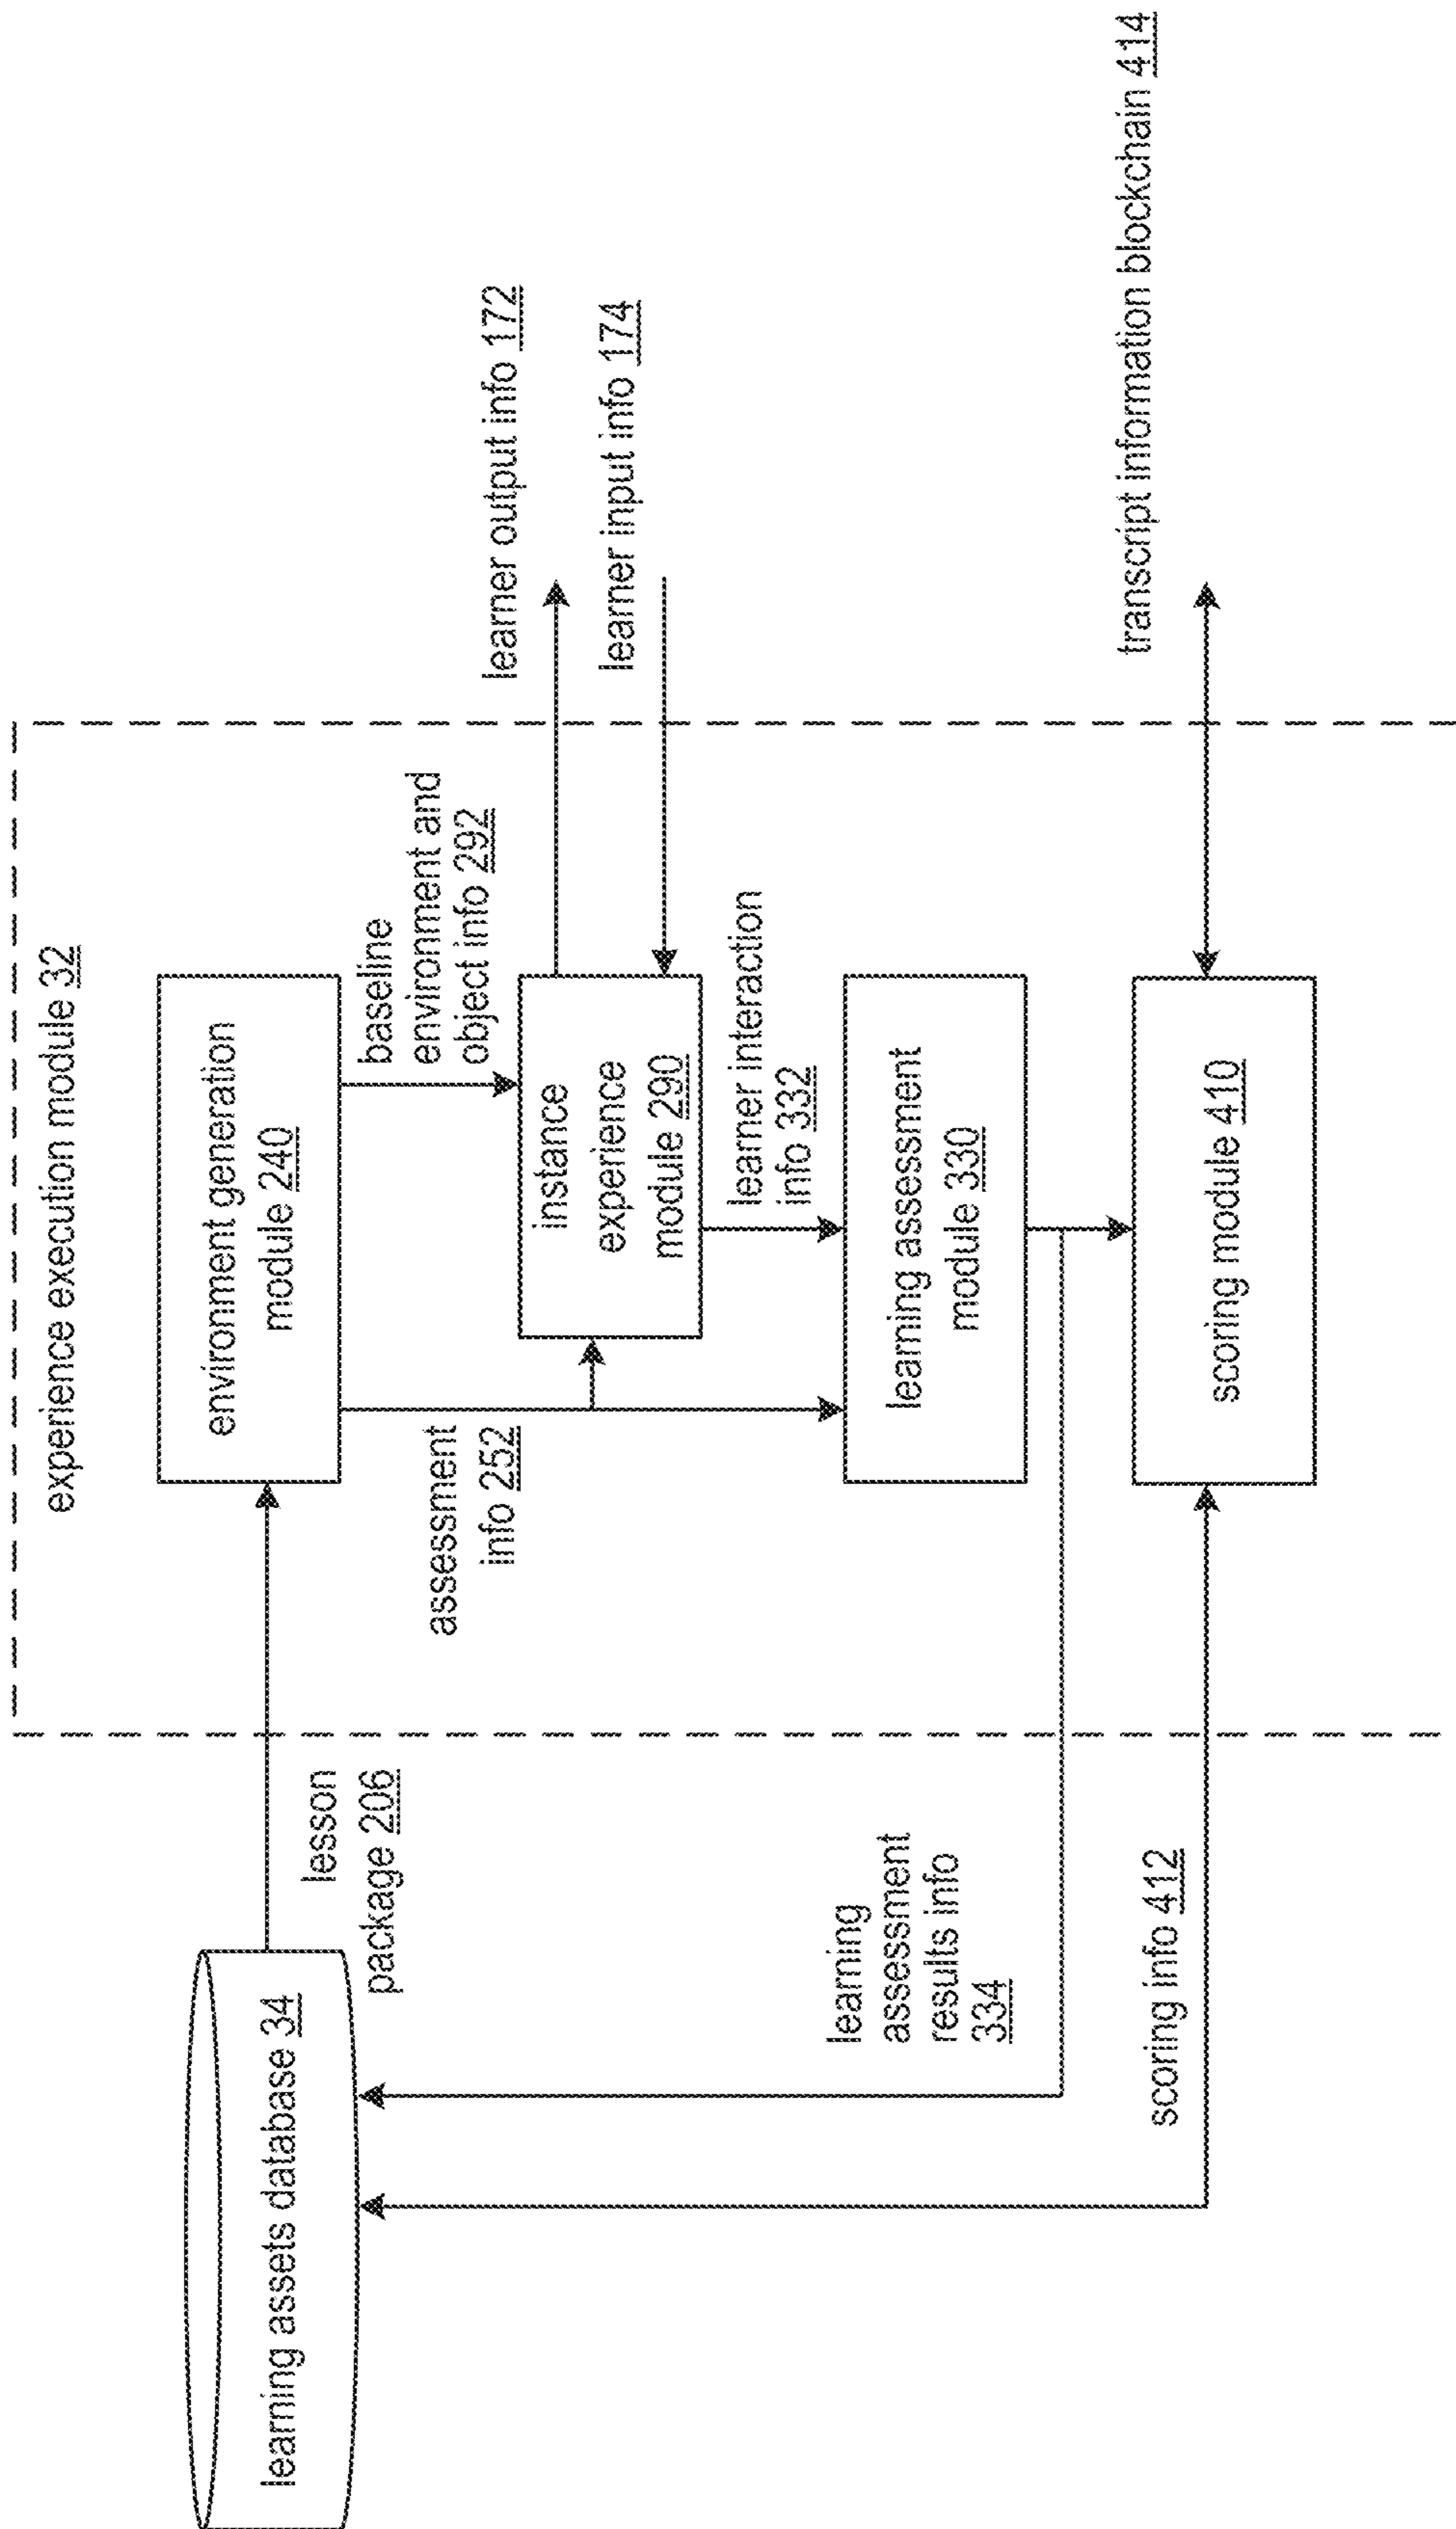 experience execution module 32
learning assets database 34
lesson
package 206
environment generation
module 240
assessment
info 252
baseline
environment and
object info 292
instance
experience
module 290
learner output info 172
learner input info 174
learner interaction
info 332
learning assessment
module 330
learning
assessment
results info
334
scoring info 412
scoring module 410
transcript information blockchain 414